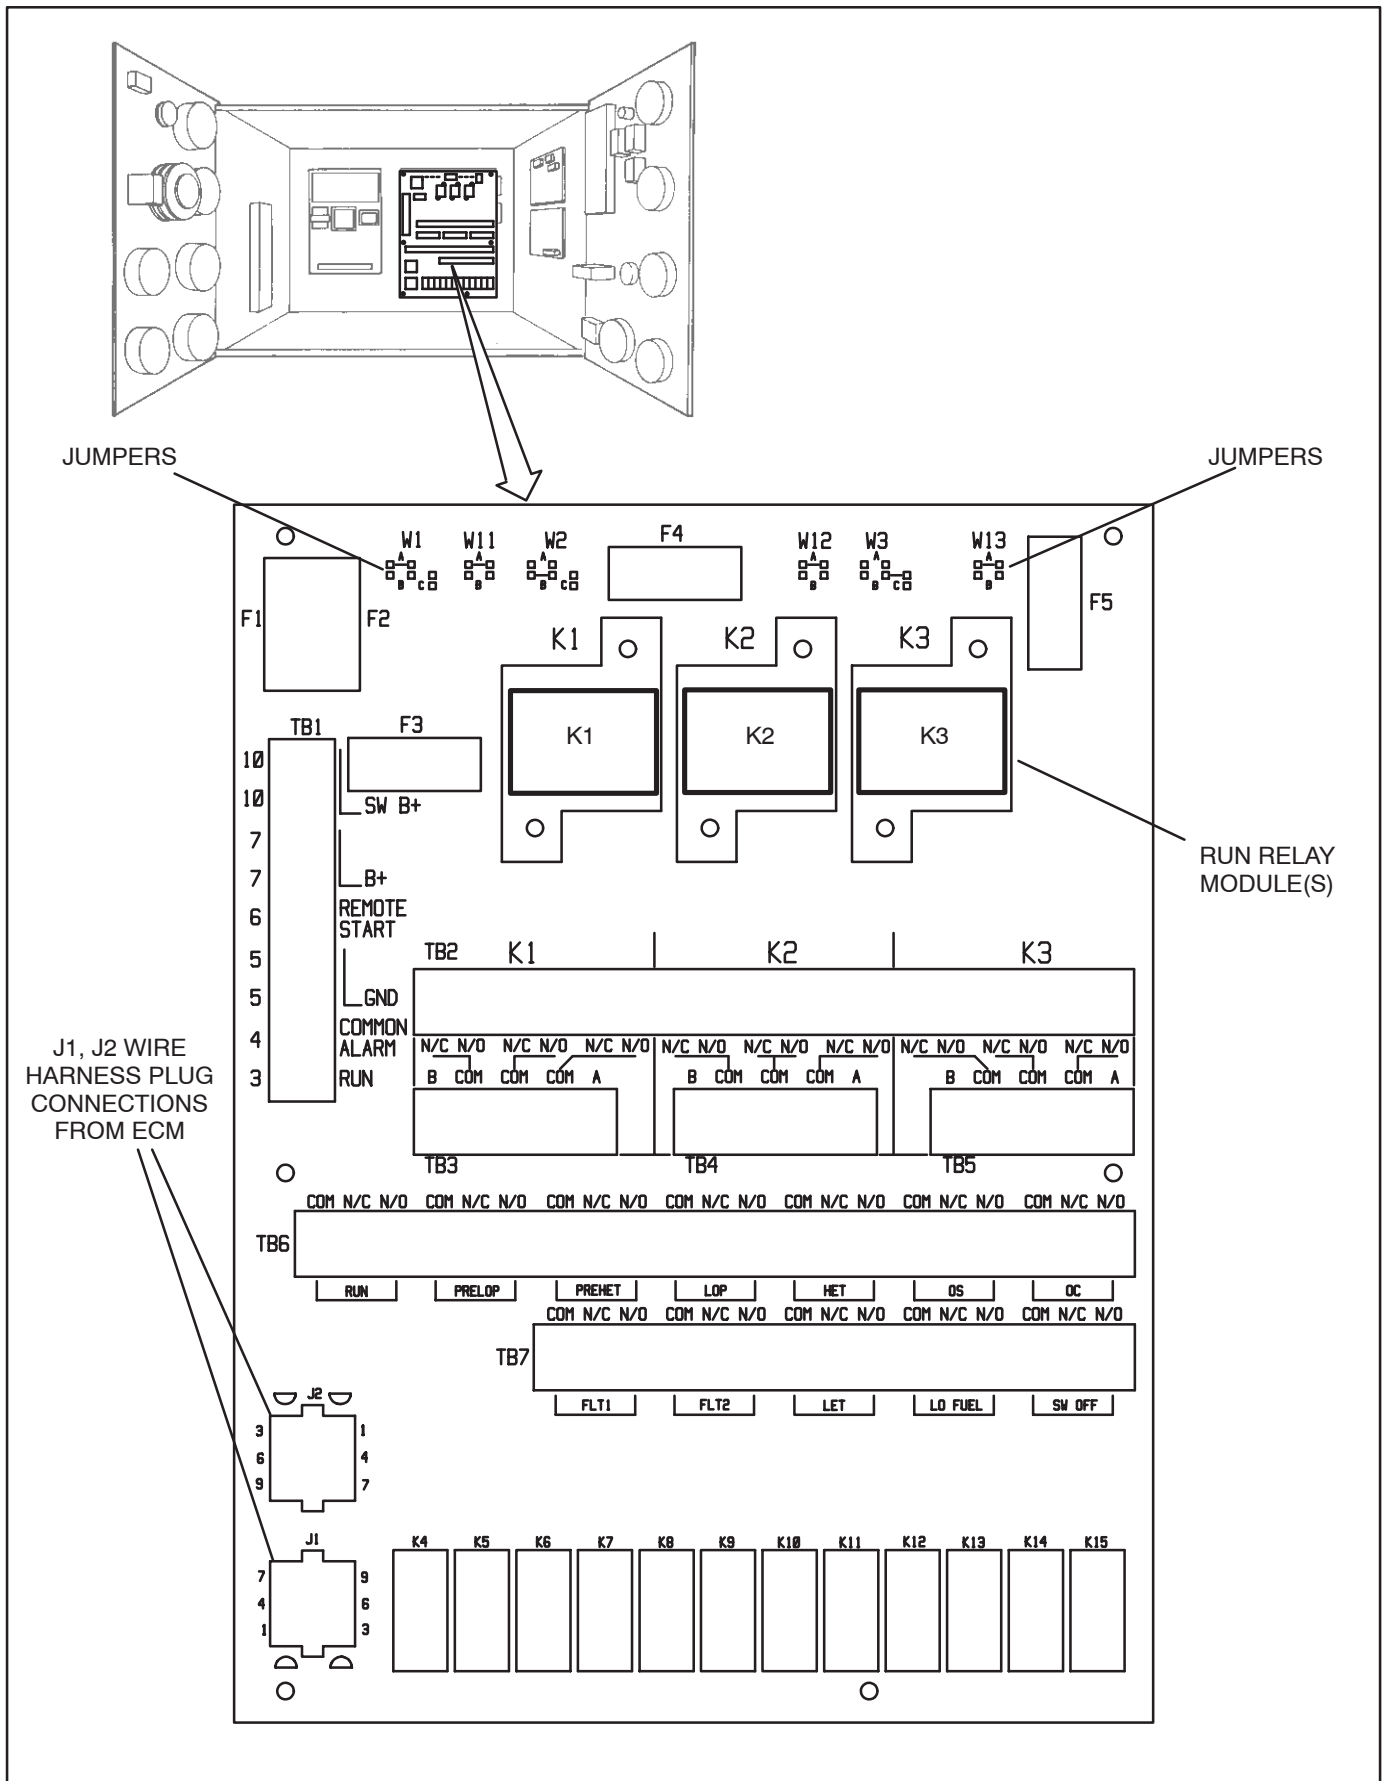 JUMPERS
JUMPERS
W1 W11 W2 F4 W12 W3 W13
A A A A A A
B C B B C B B C B
F1 F2 F5
K1 K2 K3
K1 K2 K3
TB1 F3
10
10 SW B+
7
7 B+
6 REMOTE
START
5
5 GND
4 COMMON
ALARM
3 RUN
RUN RELAY
MODULE(S)
TB2 K1 K2 K3
N/C N/O N/C N/O N/C N/O N/C N/O N/C N/O N/C N/O N/C N/O N/C N/O N/C N/O
B COM COM COM A B COM COM COM A B COM COM COM A
TB3 TB4 TB5
J1, J2 WIRE
HARNESS PLUG
CONNECTIONS
FROM ECM
COM N/C N/O COM N/C N/O COM N/C N/O COM N/C N/O COM N/C N/O COM N/C N/O COM N/C N/O
TB6
RUN PRELOP PREHET LOP HET OS OC
COM N/C N/O COM N/C N/O COM N/C N/O COM N/C N/O COM N/C N/O
TB7
FLT1 FLT2 LET LO FUEL SW OFF
J2
3 1
6 4
9 7
J1 K4 K5 K6 K7 K8 K9 K10 K11 K12 K13 K14 K15
7 9
4 6
1 3